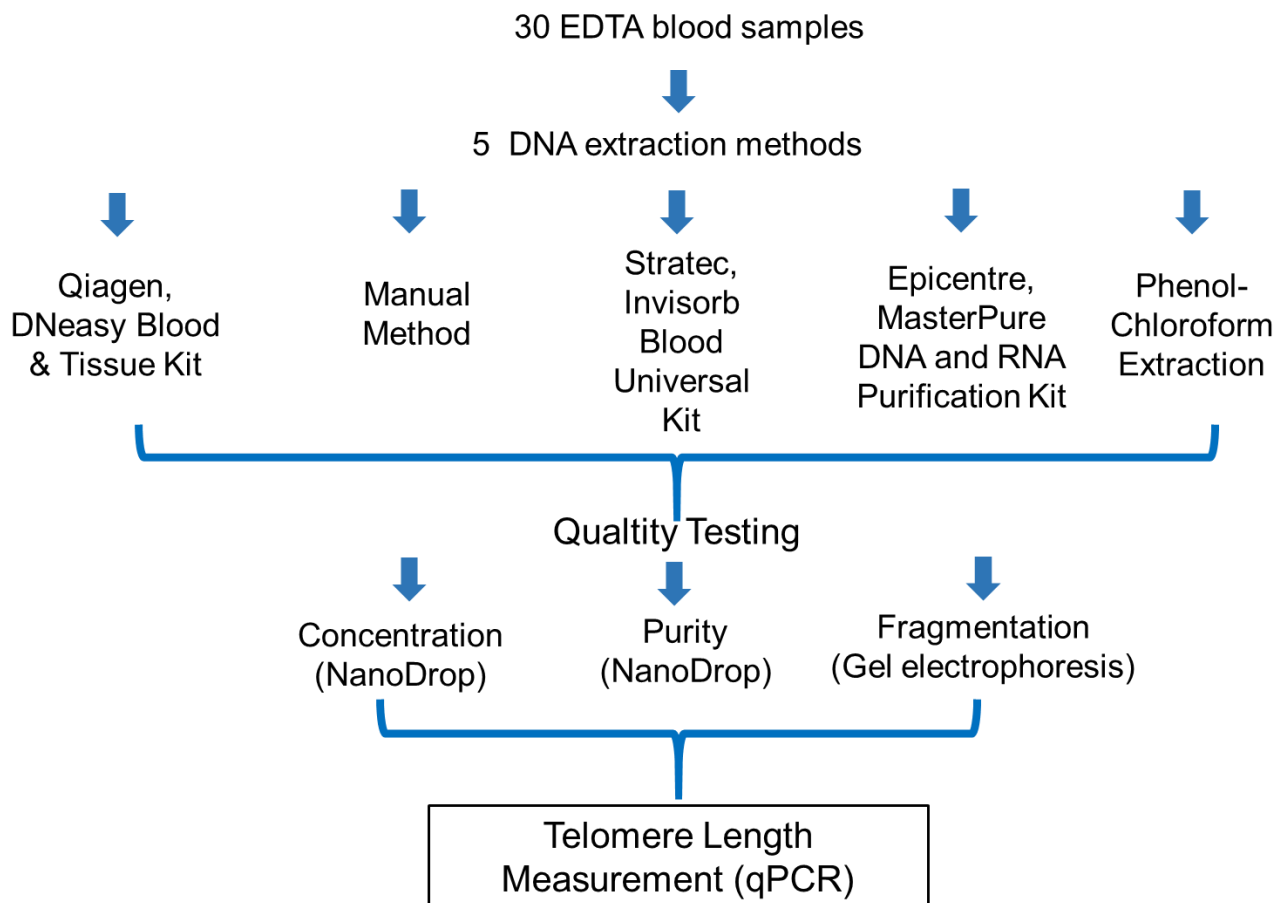 30 EDTA blood samples
5 DNA extraction methods
Qiagen,
DNeasy Blood
& Tissue Kit
Manual
Method
Stratec,
Invisorb
Blood
Universal
Kit
Epicentre,
MasterPure
DNA and RNA
Purification Kit
Phenol-
Chloroform
Extraction
Qualtity Testing
Concentration
(NanoDrop)
Purity
(NanoDrop)
Fragmentation
(Gel electrophoresis)
Telomere Length
Measurement (qPCR)